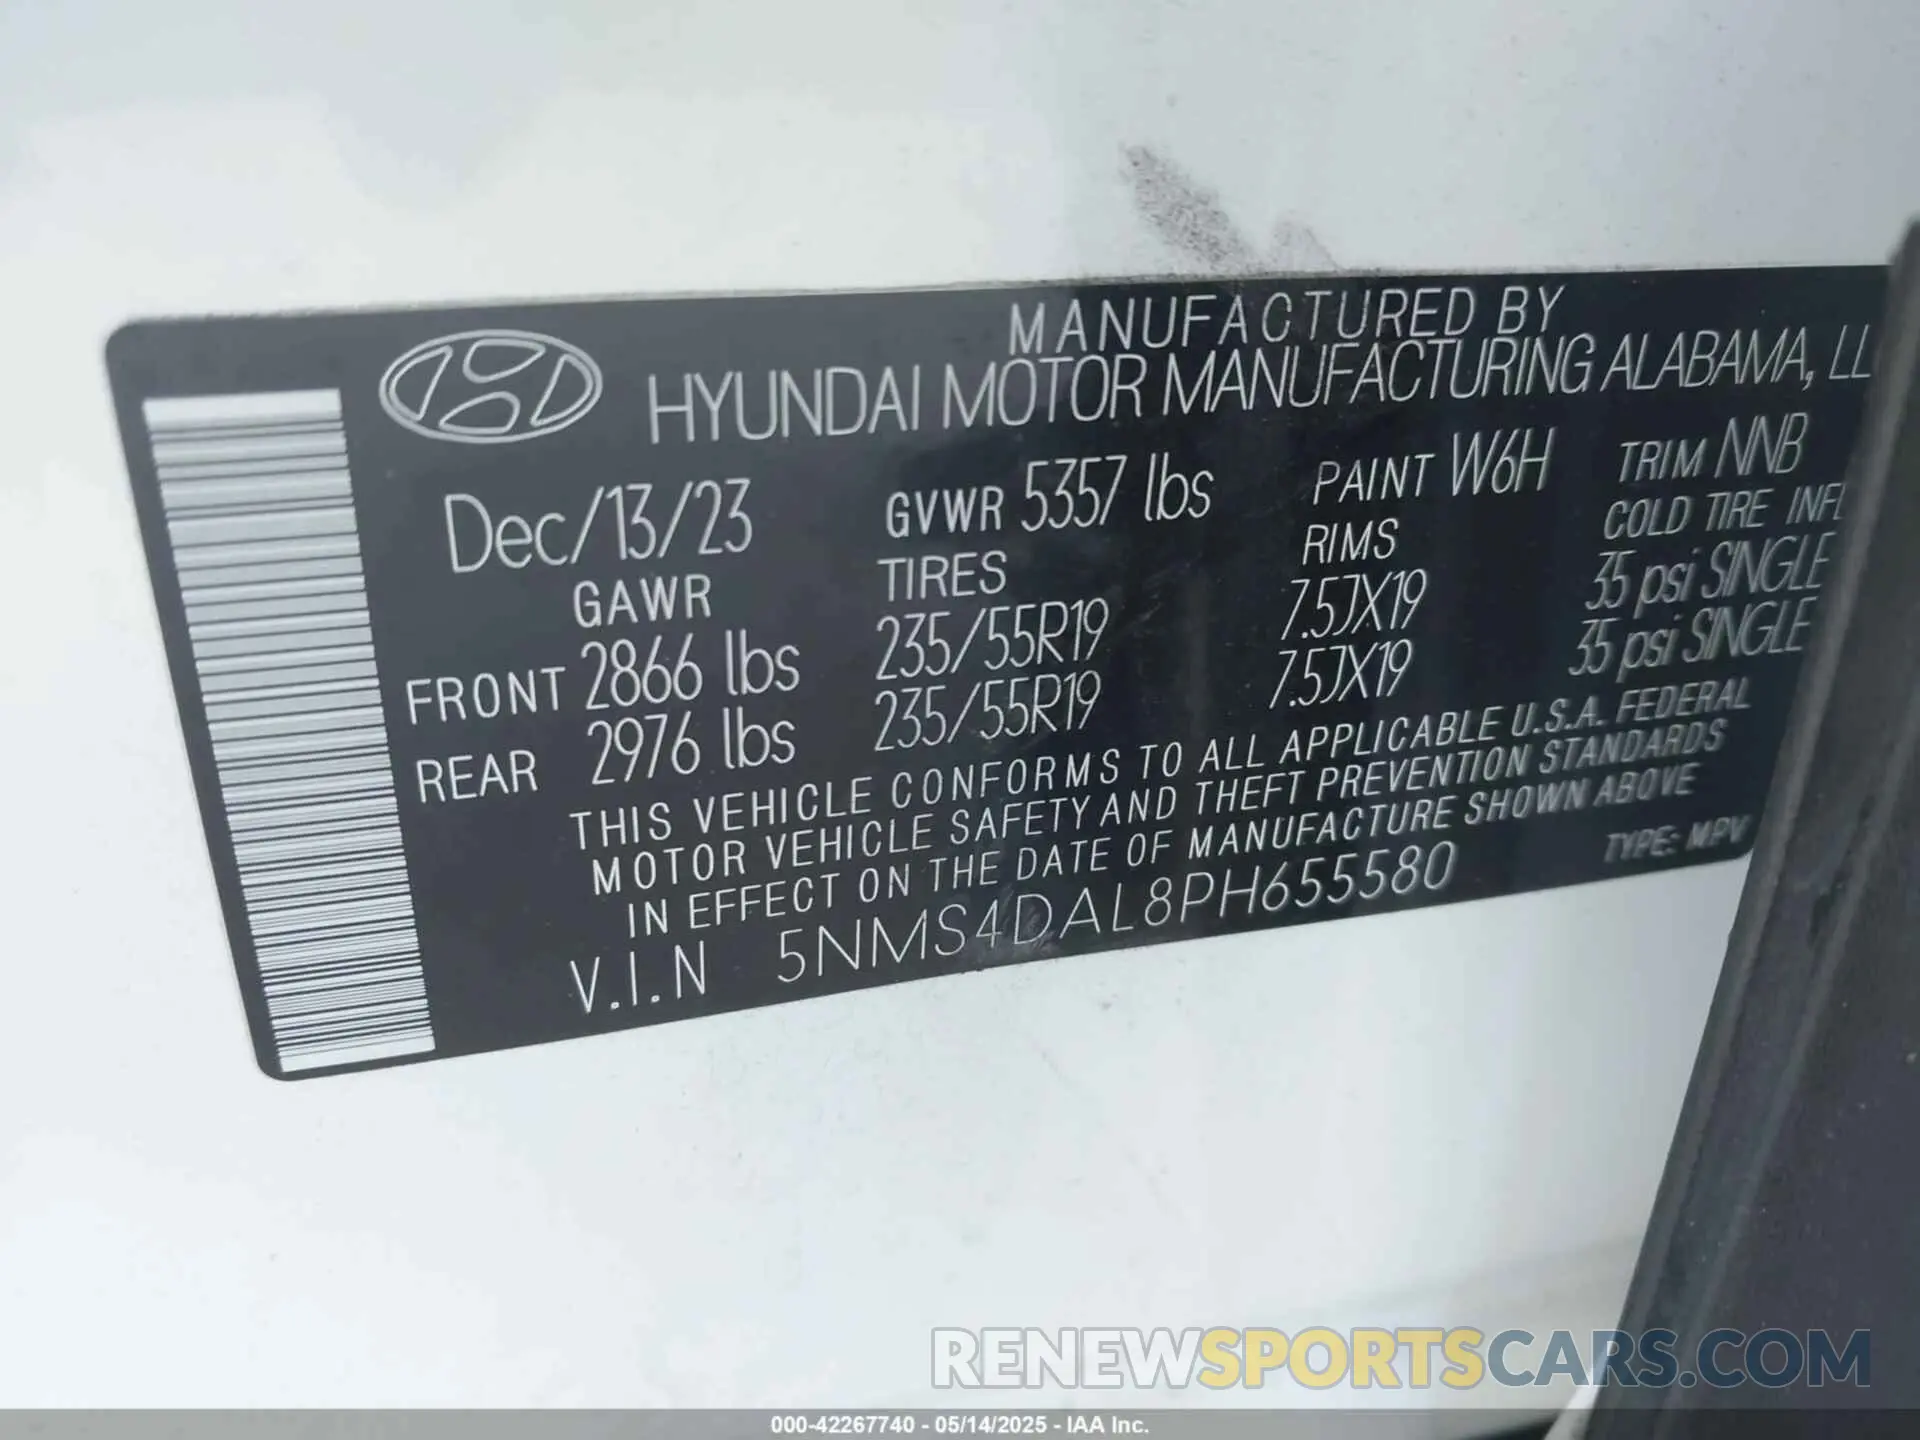 MANUFACTURED BY
HYUNDAI MOTOR MANUFACTURING ALABAMA, LL
Dec/13/23 GVWR 5357 lbs PAINT W6H TRIM NNB
GAWR TIRES RIMS COLD TIRE INFL
FRONT 2866 lbs 235/55R19 7.5JX19 35 psi SINGLE
REAR 2976 lbs 235/55R19 7.5JX19 35 psi SINGLE
THIS VEHICLE CONFORMS TO ALL APPLICABLE U.S.A. FEDERAL
MOTOR VEHICLE SAFETY AND THEFT PREVENTION STANDARDS
IN EFFECT ON THE DATE OF MANUFACTURE SHOWN ABOVE
V.I.N 5NMS4DAL8PH655580 TYPE: MPV
RENEWSPORTSCARS.COM
000-42267740 - 05/14/2025 - IAA Inc.